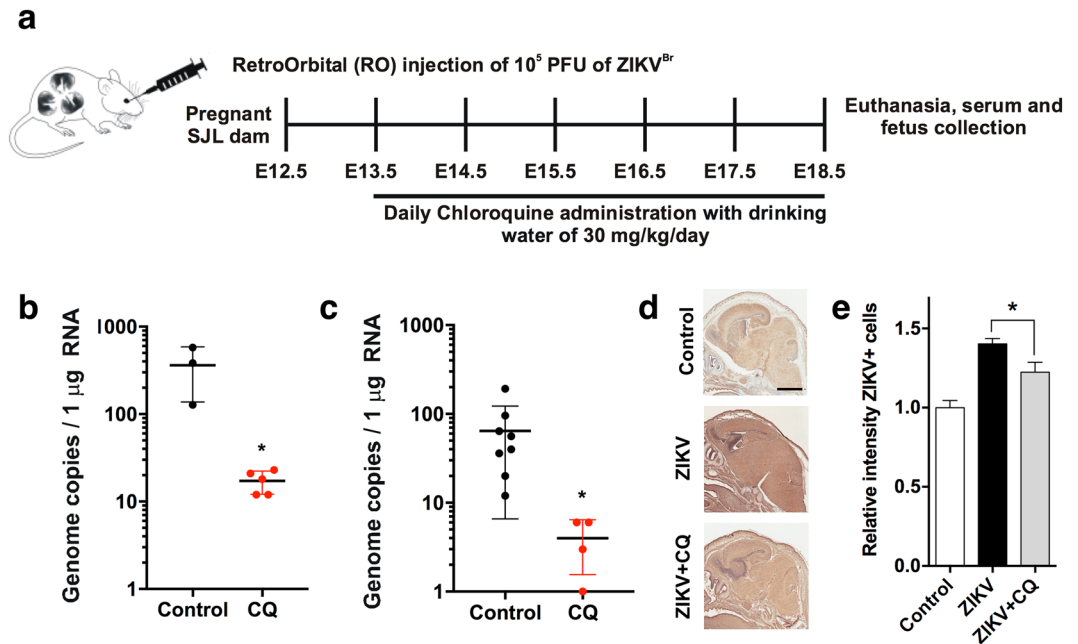 a
RetroOrbital (RO) injection of 10⁵ PFU of ZIKVᴮʳ
Pregnant
SJL dam
Euthanasia, serum and
fetus collection
E12.5 E13.5 E14.5 E15.5 E16.5 E17.5 E18.5
Daily Chloroquine administration with drinking
water of 30 mg/kg/day
b
Genome copies / 1 µg RNA
1000
100
10
1
*
Control CQ
c
Genome copies / 1 µg RNA
1000
100
10
1
*
Control CQ
d
Control
ZIKV
ZIKV+CQ
e
Relative intensity ZIKV+ cells
1.5
1.0
0.5
0.0
*
Control
ZIKV
ZIKV+CQ